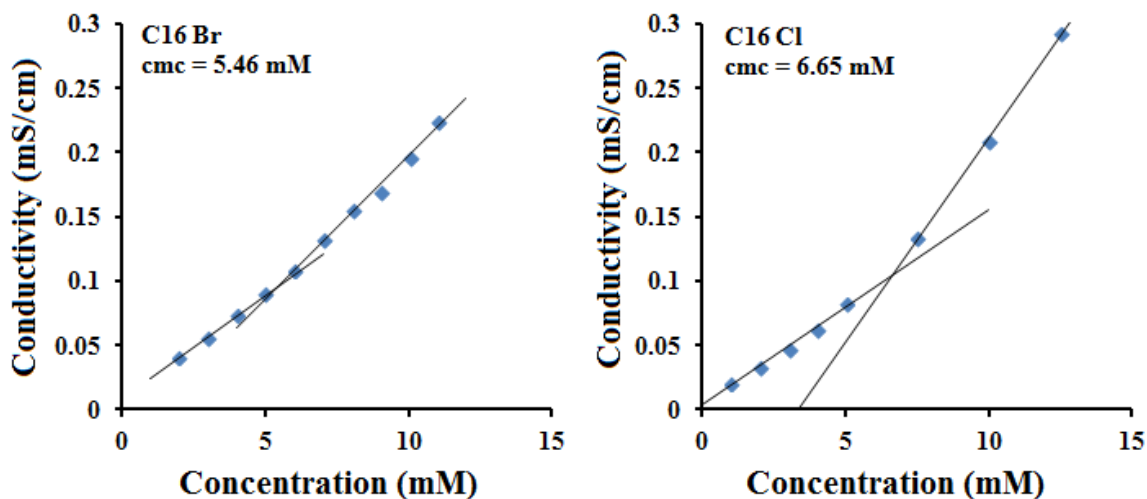 C16 Br
cmc = 5.46 mM
Conductivity (mS/cm)
0.3
0.25
0.2
0.15
0.1
0.05
0
0 5 10 15
Concentration (mM)
C16 Cl
cmc = 6.65 mM
Conductivity (mS/cm)
0.3
0.25
0.2
0.15
0.1
0.05
0
0 5 10 15
Concentration (mM)